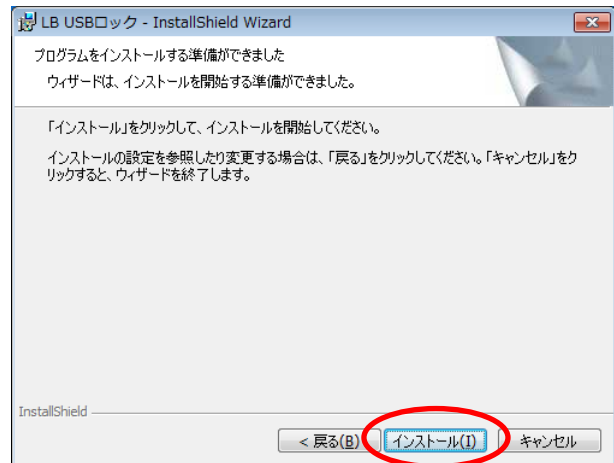 LB USBロック - InstallShield Wizard
プログラムをインストールする準備ができました
ウィザードは、インストールを開始する準備ができました。
「インストール」をクリックして、インストールを開始してください。
インストールの設定を参照したり変更する場合は、「戻る」をクリックしてください。「キャンセル」をク
リックすると、ウィザードを終了します。
InstallShield
< 戻る(B) インストール(I) キャンセル